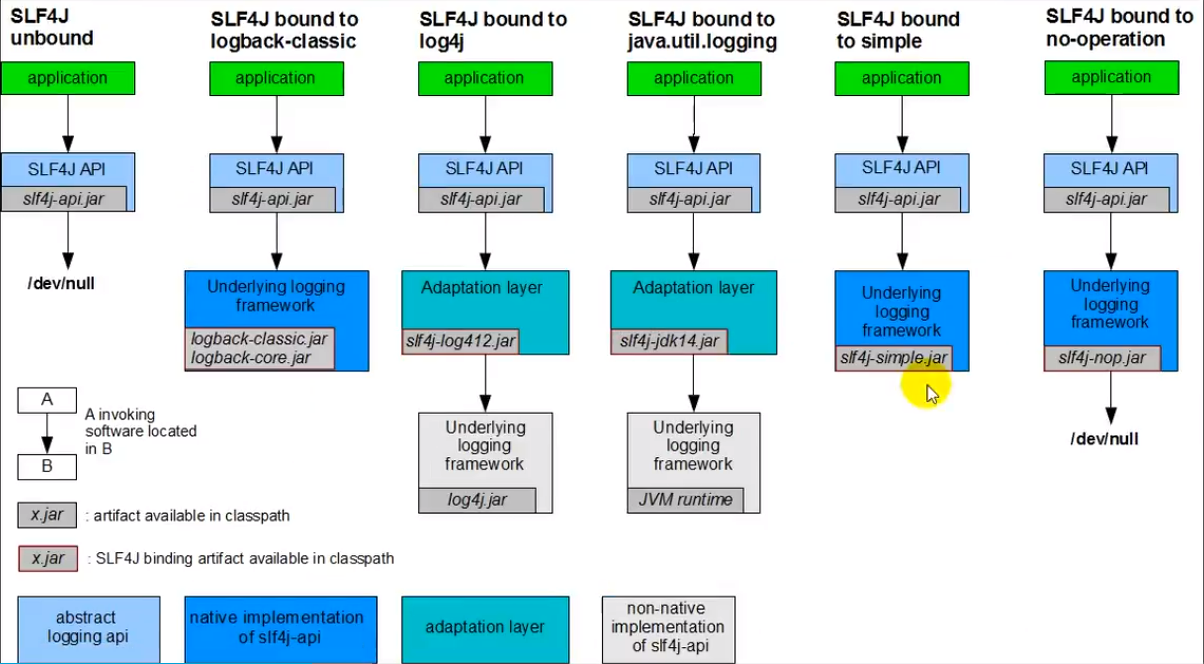 SLF4J
unbound
SLF4J bound to
logback-classic
SLF4J bound to
log4j
SLF4J bound to
java.util.logging
SLF4J bound
to simple
SLF4J bound to
no-operation
application
application
application
application
application
application
SLF4J API
slf4j-api.jar
SLF4J API
slf4j-api.jar
SLF4J API
slf4j-api.jar
SLF4J API
slf4j-api.jar
SLF4J API
slf4j-api.jar
SLF4J API
slf4j-api.jar
/dev/null
Underlying logging
framework
logback-classic.jar
logback-core.jar
Adaptation layer
slf4j-log412.jar
Adaptation layer
slf4j-jdk14.jar
Underlying
logging
framework
slf4j-simple.jar
Underlying
logging
framework
slf4j-nop.jar
Underlying
logging
framework
log4j.jar
Underlying
logging
framework
JVM runtime
/dev/null
A
B
A invoking
software located
in B
x.jar : artifact available in classpath
x.jar : SLF4J binding artifact available in classpath
abstract
logging api
native implementation
of slf4j-api
adaptation layer
non-native
implementation
of slf4j-api